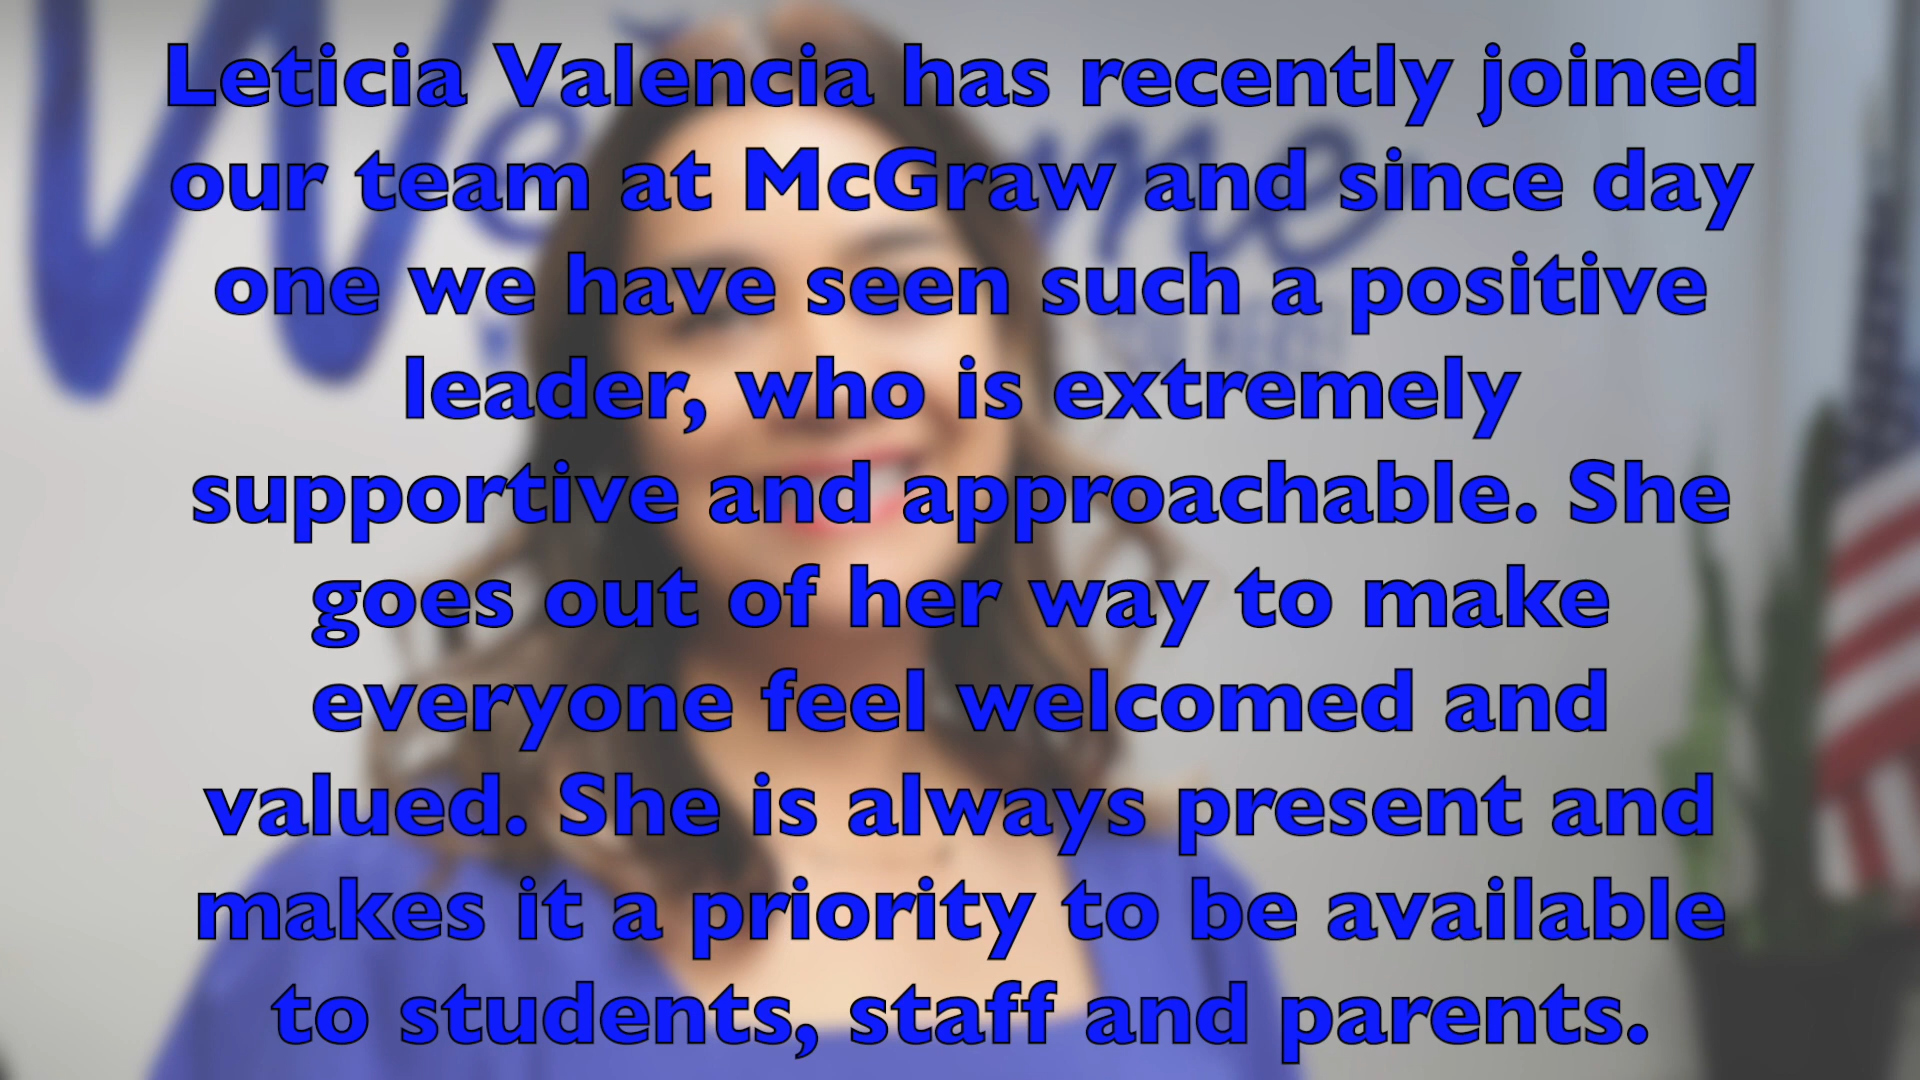 Leticia Valencia has recently joined
our team at McGraw and since day
one we have seen such a positive
leader, who is extremely
supportive and approachable. She
goes out of her way to make
everyone feel welcomed and
valued. She is always present and
makes it a priority to be available
to students, staff and parents.